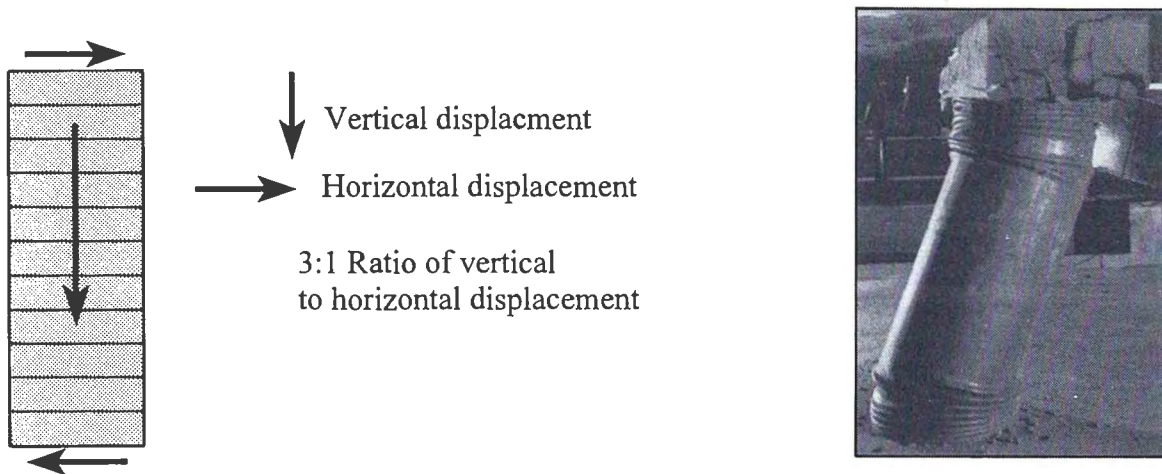 Vertical displacment
Horizontal displacement
3:1 Ratio of vertical
to horizontal displacement